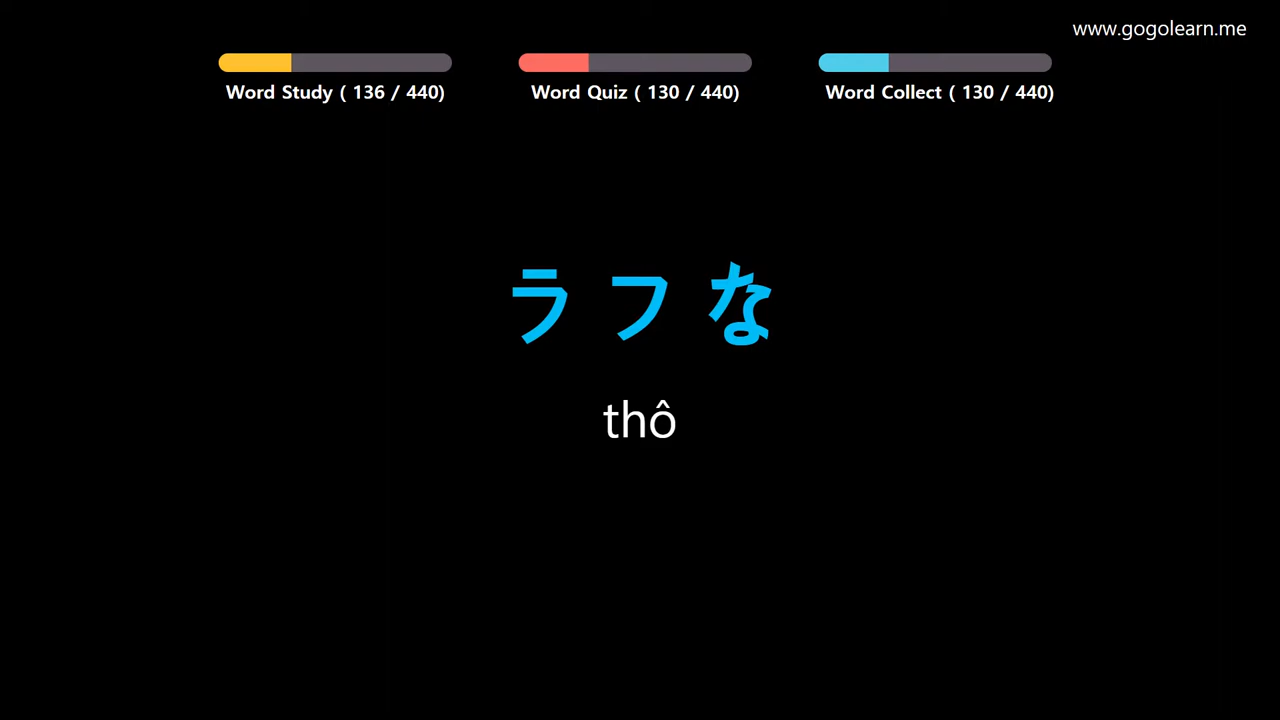 www.gogolearn.me
Word Study ( 136 / 440)
Word Quiz ( 130 / 440)
Word Collect ( 130 / 440)
ラフな
thô